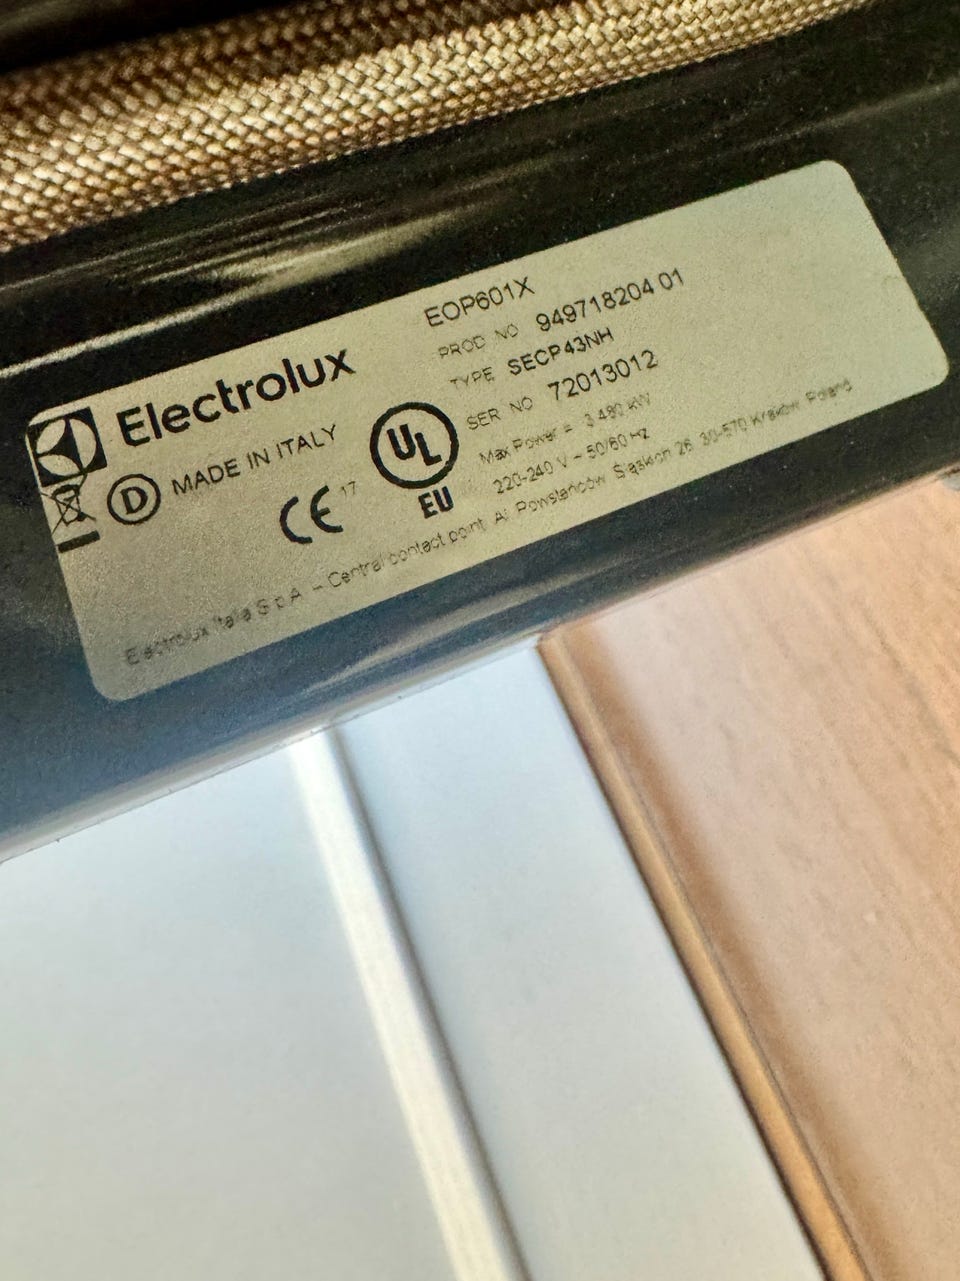 EOP601X
PROD NO 949718204 01
TYPE SECP43NH
SER NO 72013012
Max Power = 3.490 kW
220-240 V ~ 50/60 Hz
Electrolux
D MADE IN ITALY
CE 17
UL
EU
Electrolux Italia S.p.A. - Central contact point: Al. Powstańców Śląskich 26, 30-570 Kraków Poland